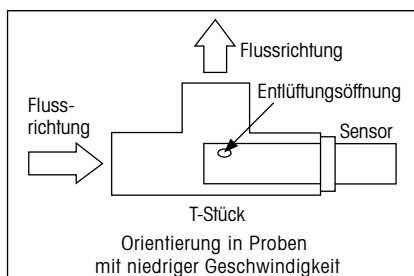 Flussrichtung
Entlüftungsöffnung
Fluss-
richtung
Sensor
T-Stück
Orientierung in Proben
mit niedriger Geschwindigkeit